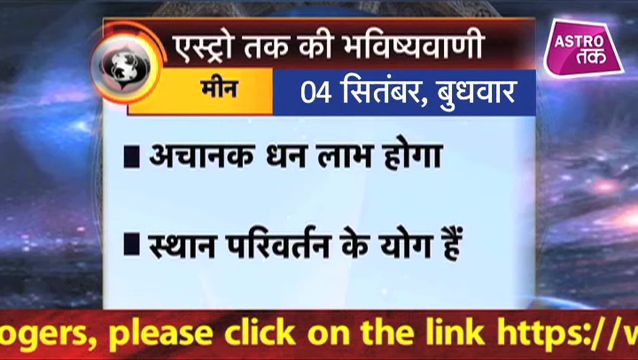 एस्ट्रो तक की भविष्यवाणी
ASTRO
तक
मीन
04 सितंबर, बुधवार
अचानक धन लाभ होगा
स्थान परिवर्तन के योग हैं
ogers, please click on the link https://w